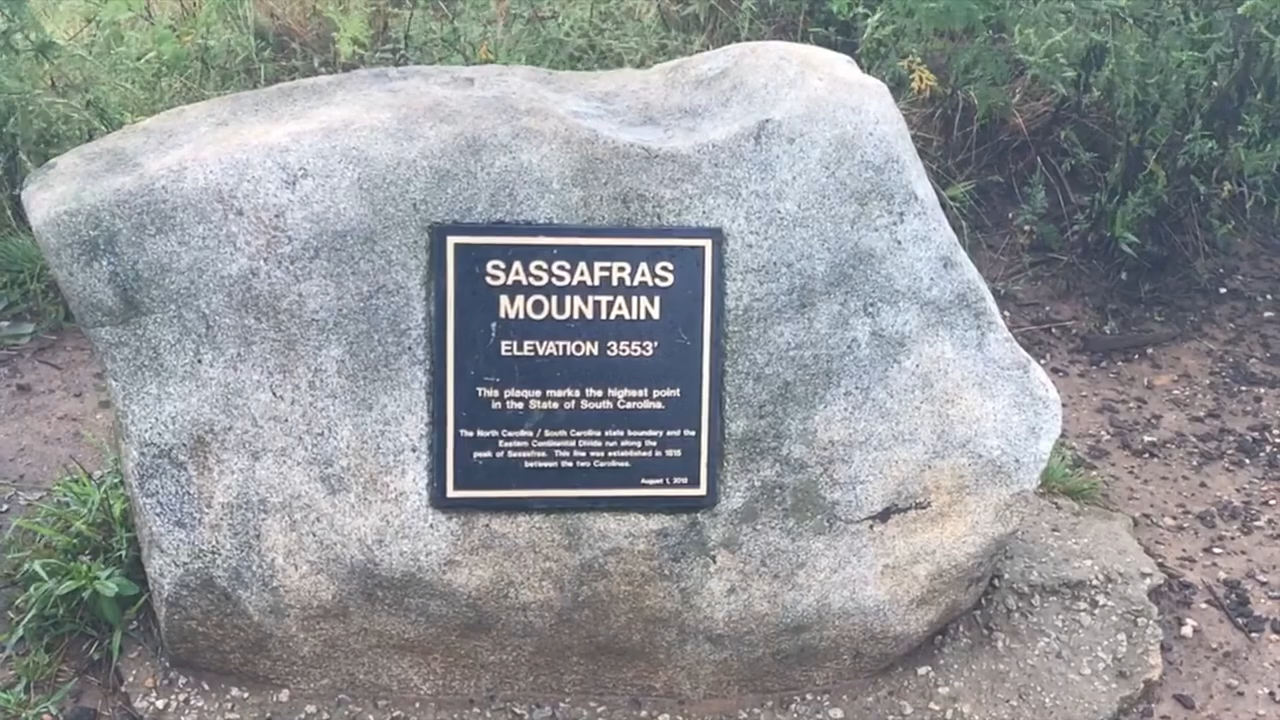 SASSAFRAS
MOUNTAIN
ELEVATION 3553'
This plaque marks the highest point
in the State of South Carolina.
The North Carolina / South Carolina state boundary and the
Eastern Continental Divide run along the
peak of Sassafras. This line was established in 1815
between the two Carolinas.
August 1,